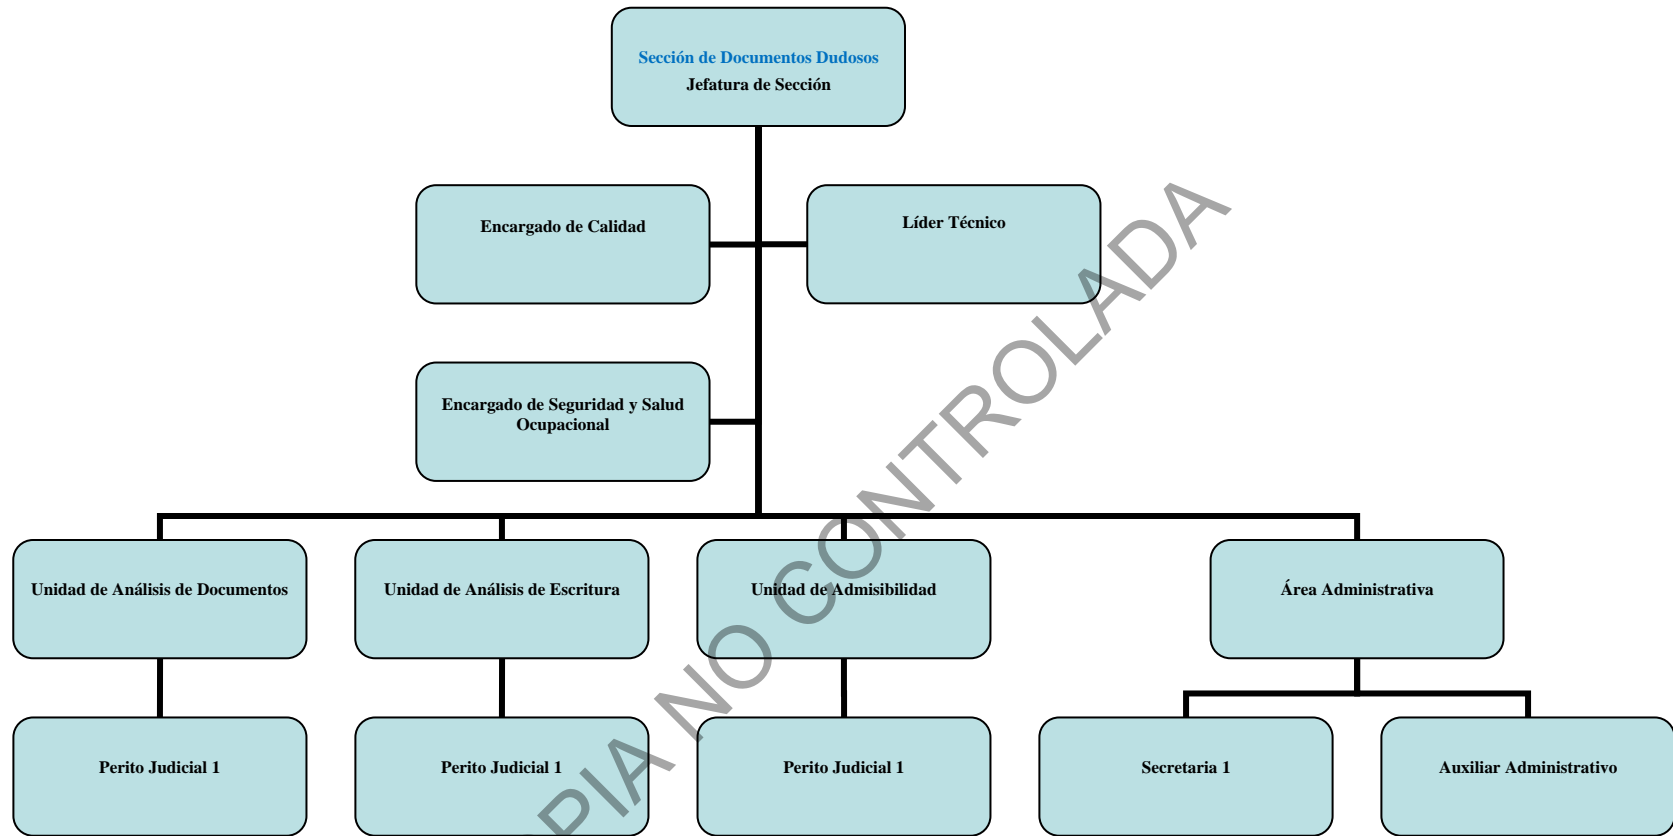 Sección de Documentos Dudosos
Jefatura de Sección
Encargado de Calidad
Líder Técnico
Encargado de Seguridad y Salud
Ocupacional
Unidad de Análisis de Documentos
Unidad de Análisis de Escritura
Unidad de Admisibilidad
Área Administrativa
Perito Judicial 1
Perito Judicial 1
Perito Judicial 1
Secretaria 1
Auxiliar Administrativo
PIA NO CONTROLADA